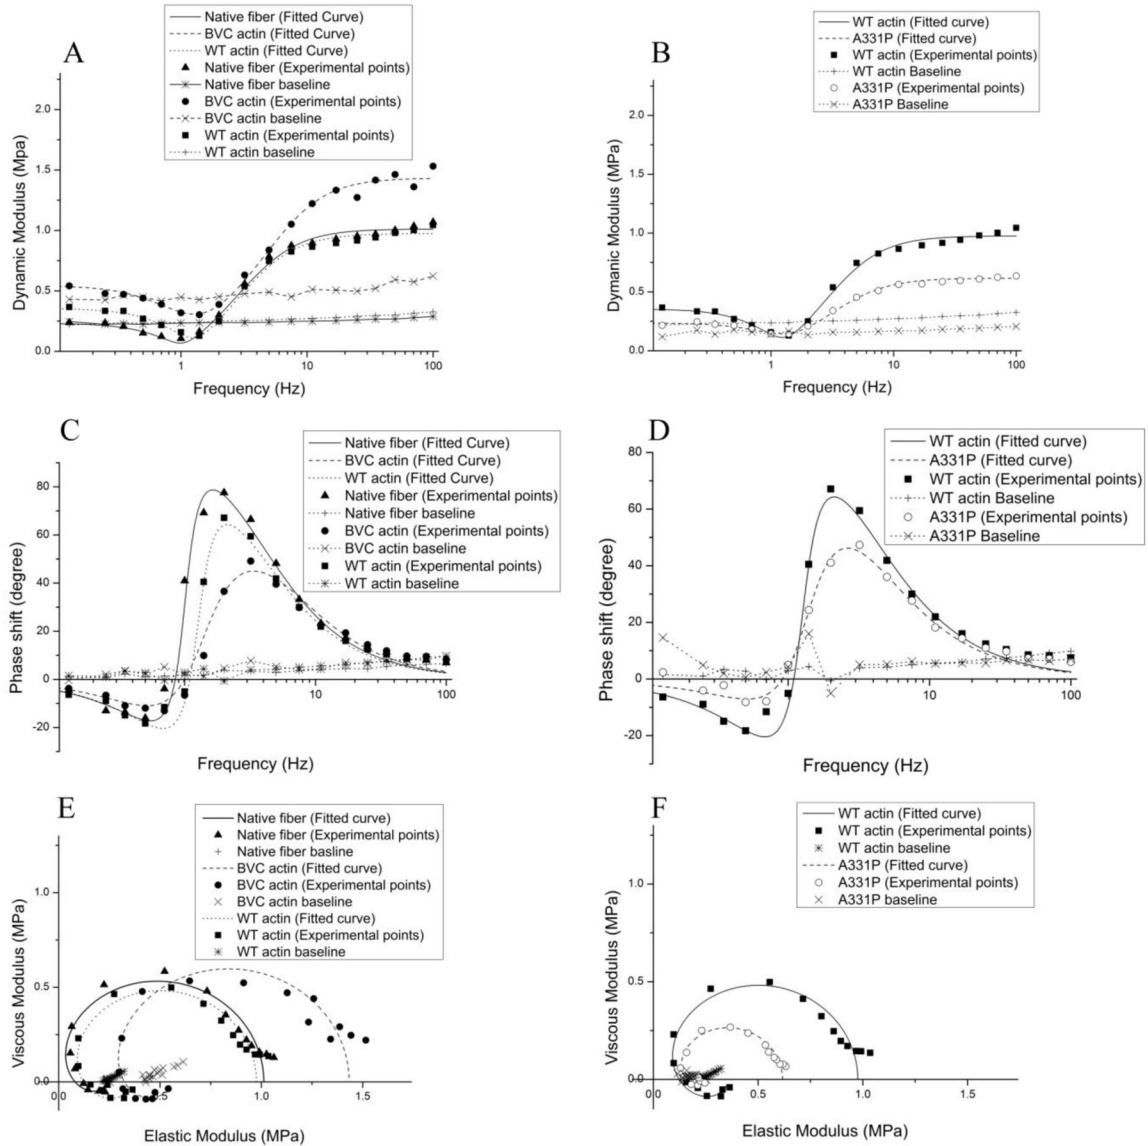 A
Native fiber (Fitted Curve)
BVC actin (Fitted Curve)
WT actin (Fitted Curve)
Native fiber (Experimental points)
Native fiber baseline
BVC actin (Experimental points)
BVC actin baseline
WT actin (Experimental points)
WT actin baseline
Dynamic Modulus (Mpa)
2.0
1.5
1.0
0.5
0.0
1
10
100
Frequency (Hz)
B
WT actin (Fitted curve)
A331P (Fitted curve)
WT actin (Experimental points)
WT actin Baseline
A331P (Experimental points)
A331P Baseline
Dymanic Modulus (MPa)
2.0
1.5
1.0
0.5
0.0
1
10
100
Frequency (Hz)
C
Native fiber (Fitted Curve)
BVC actin (Fitted Curve)
WT actin (Fitted Curve)
Native fiber (Experimental points)
Native fiber baseline
BVC actin (Experimental points)
BVC actin baseline
WT actin (Experimental points)
WT actin baseline
Phase shift (degree)
80
60
40
20
0
-20
10
100
Frequency (Hz)
D
WT actin (Fitted curve)
A331P (Fitted curve)
WT actin (Experimental points)
WT actin Baseline
A331P (Experimental points)
A331P Baseline
Phase shift (degree)
80
60
40
20
0
-20
10
100
Frequency (Hz)
E
Native fiber (Fitted curve)
Native fiber (Experimental points)
Native fiber basline
BVC actin (Fitted curve)
BVC actin (Experimental points)
BVC actin baseline
WT actin (Fitted curve)
WT actin (Experimental points)
WT actin baseline
Viscous Modulus (MPa)
1.0
0.5
0.0
0.0
0.5
1.0
1.5
Elastic Modulus (MPa)
F
WT actin (Fitted curve)
WT actin (Experimental points)
WT actin baseline
A331P (Fitted curve)
A331P (Experimental points)
A331P baseline
Viscous Modulus (MPa)
1.0
0.5
0.0
0.0
0.5
1.0
1.5
Elastic Modulus (MPa)